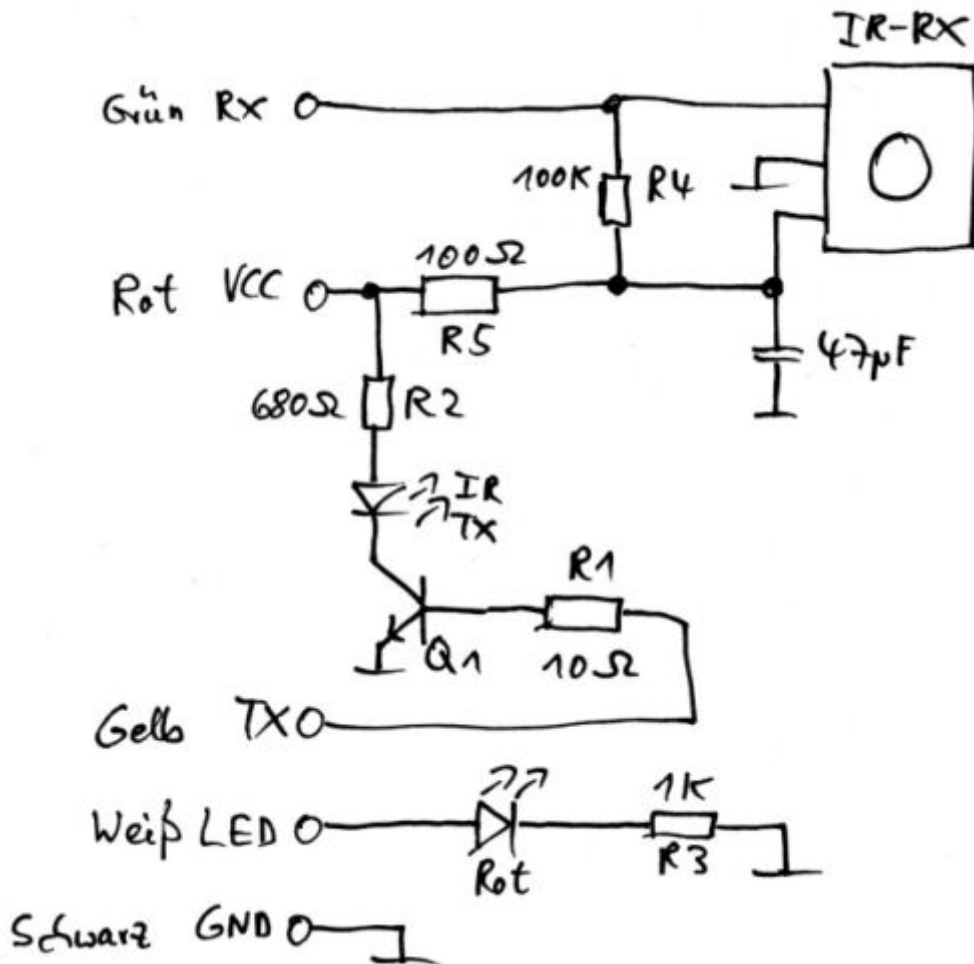 IR-RX
Grün RX
100K R4
100Ω
Rot VCC
R5
47µF
680Ω R2
IR
TX
R1
Q1
10Ω
Gelb TX
1K
Weiß LED
R3
Rot
Schwarz GND